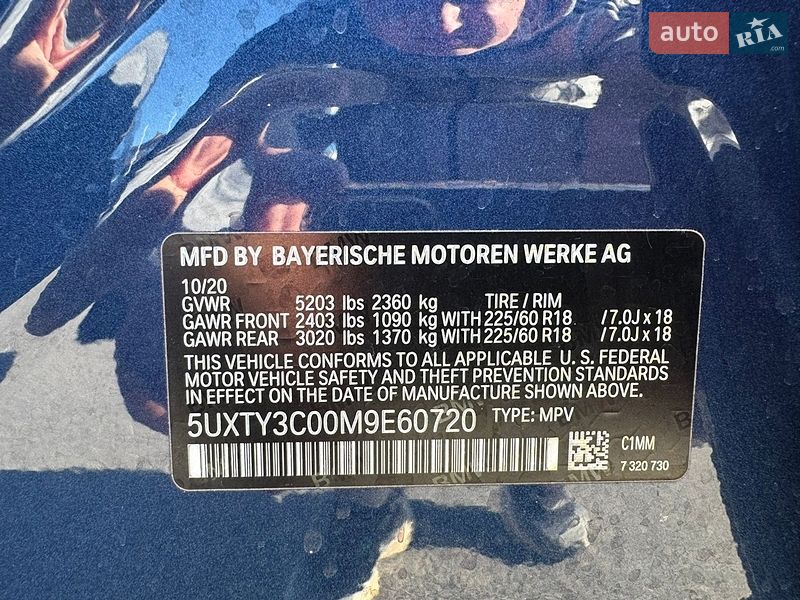 auto RIA
.com
MFD BY BAYERISCHE MOTOREN WERKE AG
10/20
GVWR 5203 lbs 2360 kg TIRE / RIM
GAWR FRONT 2403 lbs 1090 kg WITH 225/60 R18 /7.0J x 18
GAWR REAR 3020 lbs 1370 kg WITH 225/60 R18 /7.0J x 18
THIS VEHICLE CONFORMS TO ALL APPLICABLE U. S. FEDERAL
MOTOR VEHICLE SAFETY AND THEFT PREVENTION STANDARDS
IN EFFECT ON THE DATE OF MANUFACTURE SHOWN ABOVE.
5UXTY3C00M9E60720 TYPE: MPV
C1MM
7 320 730